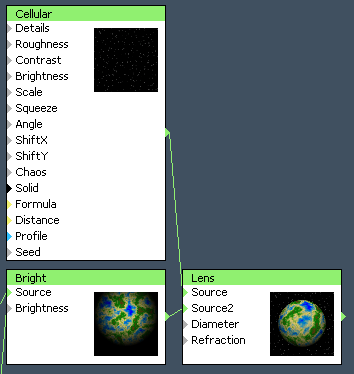 Cellular
Details
Roughness
Contrast
Brightness
Scale
Squeeze
Angle
ShiftX
ShiftY
Chaos
Solid
Formula
Distance
Profile
Seed
Bright
Source
Brightness
Lens
Source
Source2
Diameter
Refraction